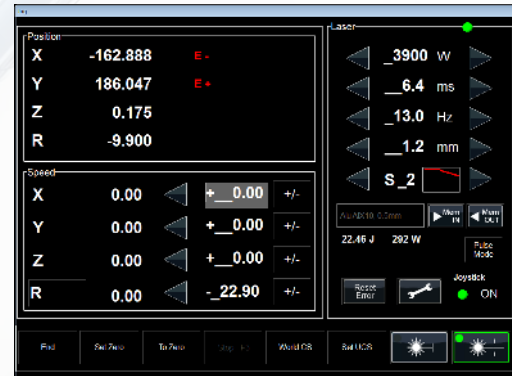 Position
X -162.888 E -
Y 186.047 E +
Z 0.175
R -9.900
Speed
X 0.00 +__0.00 +/-
Y 0.00 +__0.00 +/-
Z 0.00 +__0.00 +/-
R 0.00 -_22.90 +/-
Laser
_3900 W
__6.4 ms
_13.0 Hz
__1.2 mm
S_2
Mem IN
Mem OUT
22.46 J 292 W
Pulse Mode
Reset Error
Joystick
ON
End Set Zero To Zero World CS Set UCS